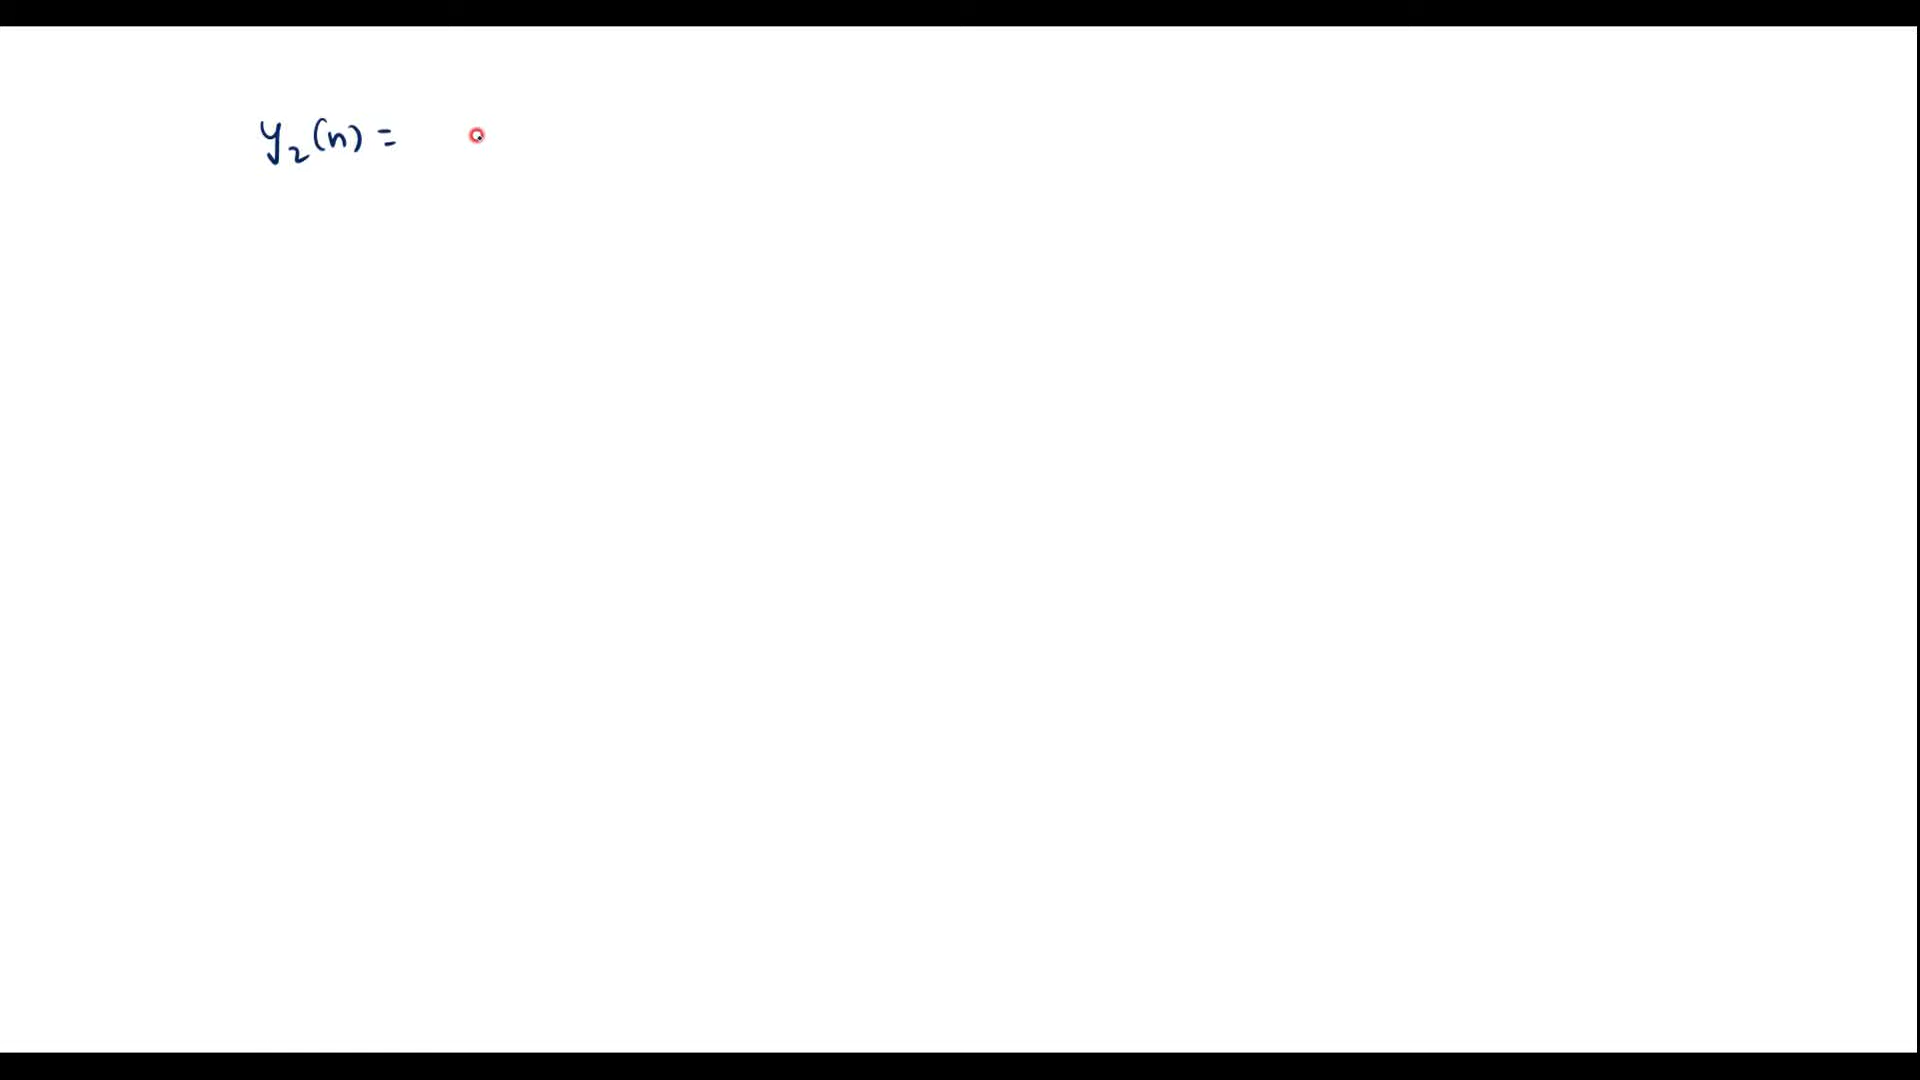 y₂(n) =